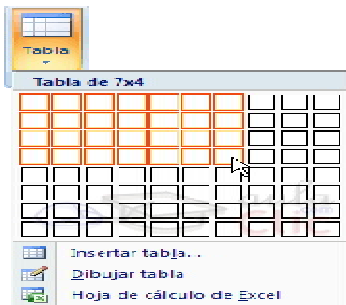 Tabla
Tabla de 7x4
Insertar tabla...
Dibujar tabla
Hoja de cálculo de Excel